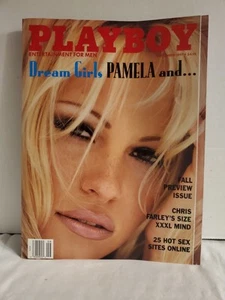 PLAYBOY
ENTERTAINMENT FOR MEN
Dream Girls PAMELA and...
FALL
PREVIEW
ISSUE
CHRIS
FARLEY'S SIZE
XXXL MIND
25 HOT SEX
SITES ONLINE